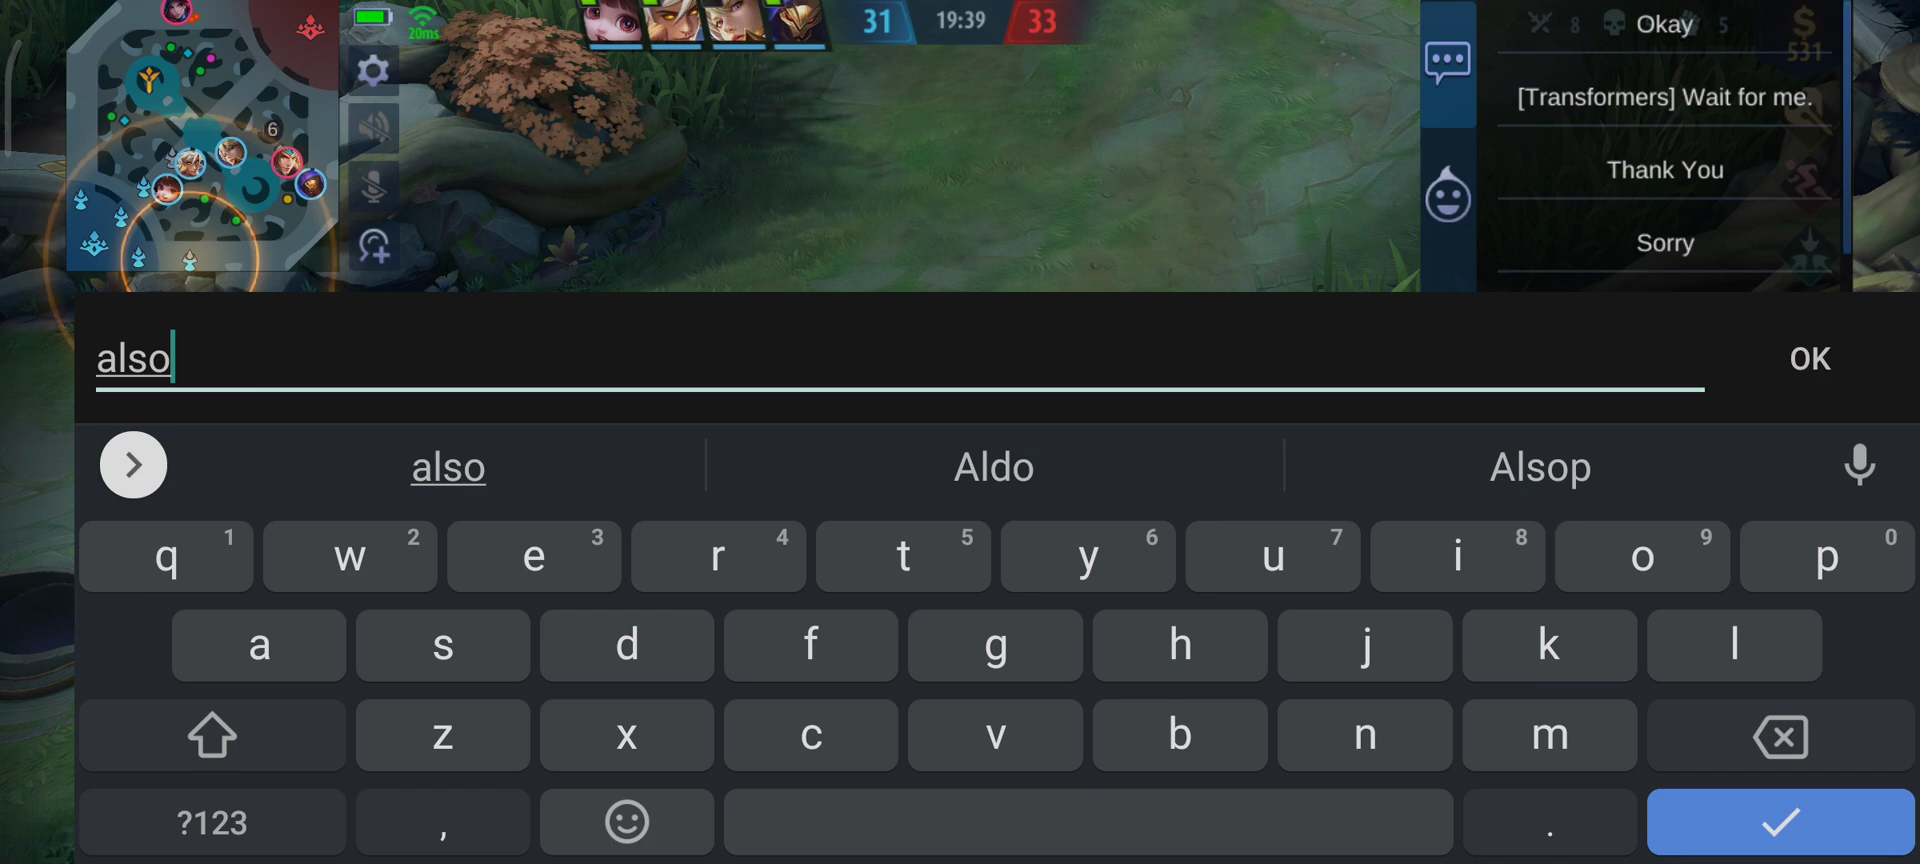 20ms
31 19:39 33
6
8 5
531
Okay
[Transformers] Wait for me.
Thank You
Sorry
also
OK
also Aldo Alsop
q 1 w 2 e 3 r 4 t 5 y 6 u 7 i 8 o 9 p 0
a s d f g h j k l
z x c v b n m
?123 , .